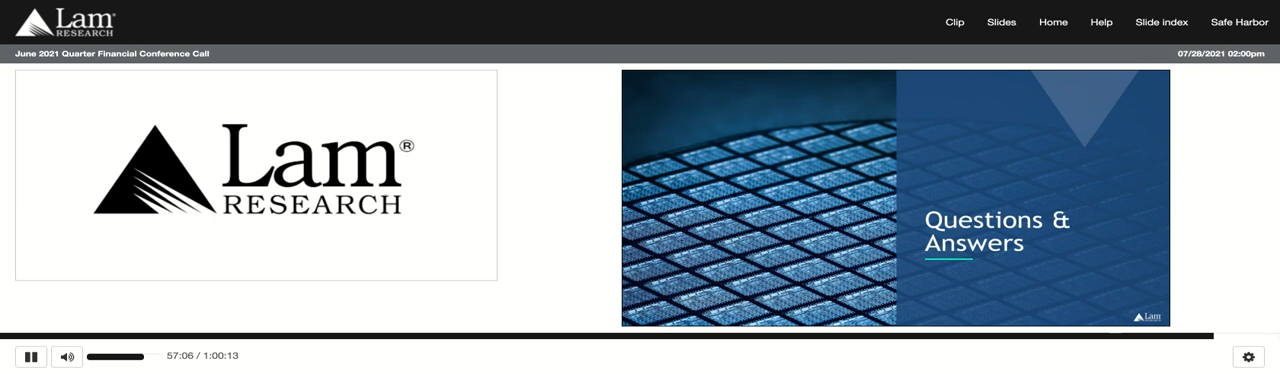 Lam
RESEARCH
Clip Slides Home Help Slide index Safe Harbor
June 2021 Quarter Financial Conference Call 07/28/2021 02:00pm
Lam®
RESEARCH
Questions &
Answers
Lam
57:06 / 1:00:13